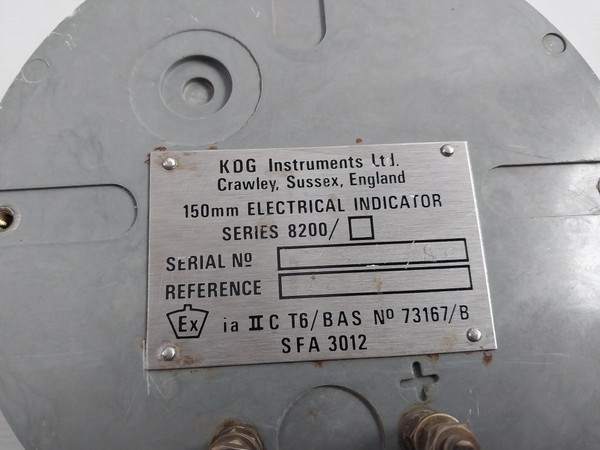 KDG Instruments Ltd.
Crawley, Sussex, England
150mm ELECTRICAL INDICATOR
SERIES 8200/
SERIAL Nº
REFERENCE
Ex ia IIC T6/BAS Nº 73167/B
SFA 3012
+